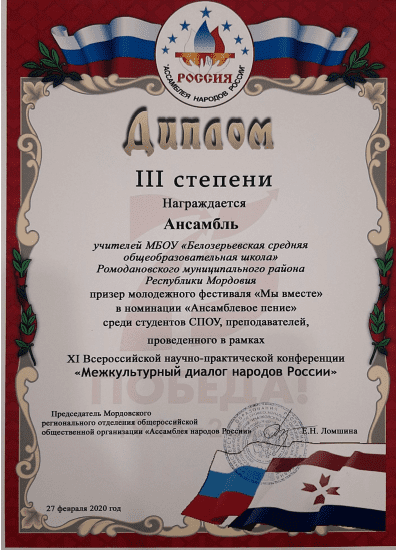 РОССИЯ
"АССАМБЛЕЯ НАРОДОВ РОССИИ"
Диплом
III степени
Награждается
Ансамбль
учителей МБОУ «Белозерьевская средняя
общеобразовательная школа»
Ромодановского муниципального района
Республики Мордовия
призер молодежного фестиваля «Мы вместе»
в номинации «Ансамблевое пение»
среди студентов СПОУ, преподавателей,
проведенного в рамках
XI Всероссийской научно-практической конференции
«Межкультурный диалог народов России»
ПОБЕДА!
Председатель Мордовского
регионального отделения общероссийской
общественной организации «Ассамблея народов России»
Е.Н. Ломшина
27 февраля 2020 год